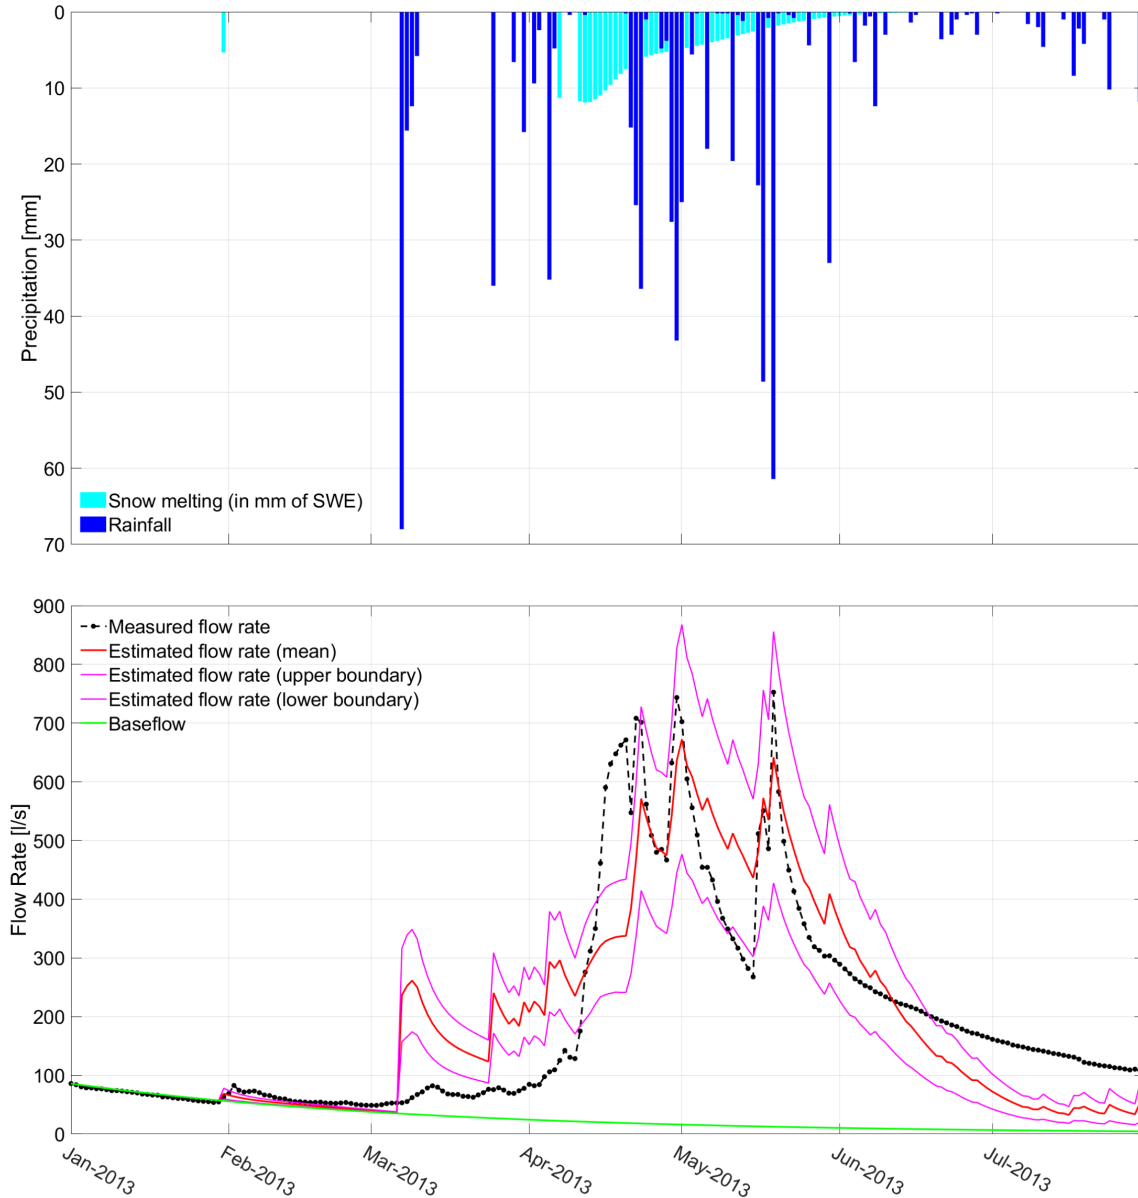 0
10
20
30
40
50
60
70
Precipitation [mm]
Snow melting (in mm of SWE)
Rainfall
900
800
700
600
500
400
300
200
100
0
Flow Rate [l/s]
Measured flow rate
Estimated flow rate (mean)
Estimated flow rate (upper boundary)
Estimated flow rate (lower boundary)
Baseflow
Jan-2013
Feb-2013
Mar-2013
Apr-2013
May-2013
Jun-2013
Jul-2013